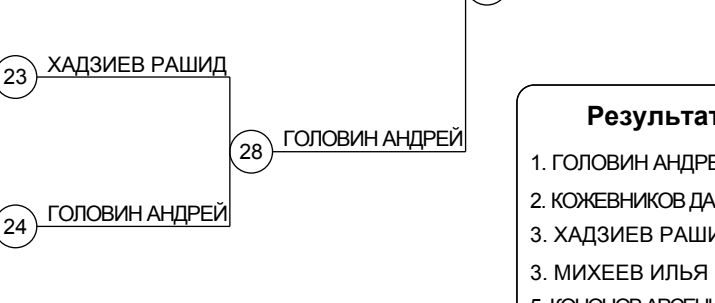 23 ХАДЗИЕВ РАШИД
28 ГОЛОВИН АНДРЕЙ
24 ГОЛОВИН АНДРЕЙ
Результат
1. ГОЛОВИН АНДРЕ
2. КОЖЕВНИКОВ ДА
3. ХАДЗИЕВ РАШИ
3. МИХЕЕВ ИЛЬЯ